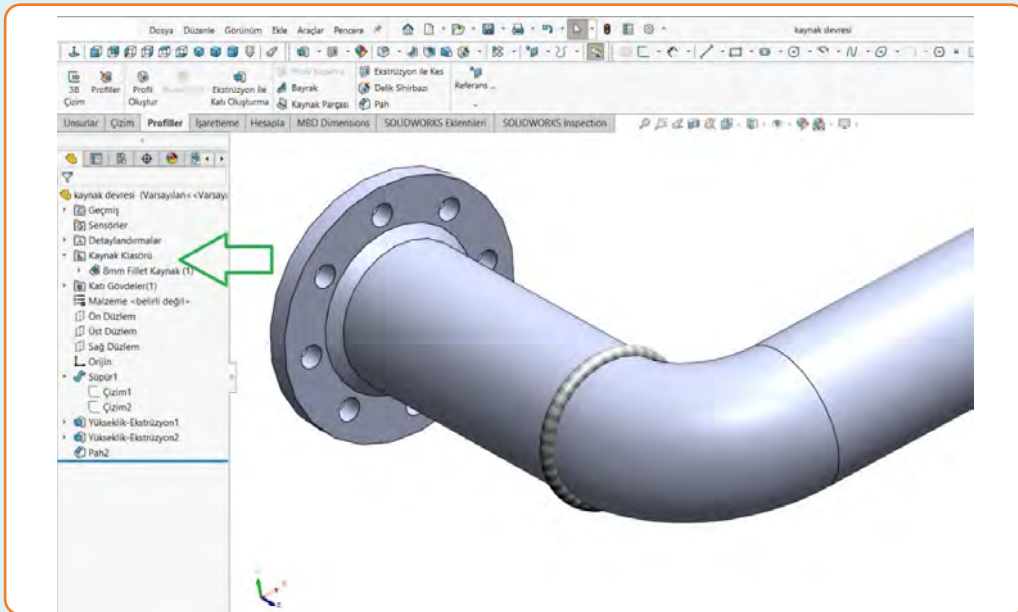 Dosya Düzenle Görünüm Ekle Araçlar Pencere kaynak devresi
3B Çizim
Profiller
Profil Oluştur
Ekstrüzyon ile Katı Oluşturma
Bayrak
Kaynak Parçası
Ekstrüzyon ile Kes
Delik Sihirbazı
Pah
Referans ...
Unsurlar Çizim Profiller İşaretleme Hesapla MBD Dimensions SOLIDWORKS Eklentileri SOLIDWORKS Inspection
kaynak devresi (Varsayılan<<Varsayı
Geçmiş
Sensörler
Detaylandırmalar
Kaynak Klasörü
8mm Fillet Kaynak (1)
Katı Gövdeler(1)
Malzeme <belirli değil>
Ön Düzlem
Üst Düzlem
Sağ Düzlem
Orijin
Süpür1
Çizim1
Çizim2
Yükseklik-Ekstrüzyon1
Yükseklik-Ekstrüzyon2
Pah2